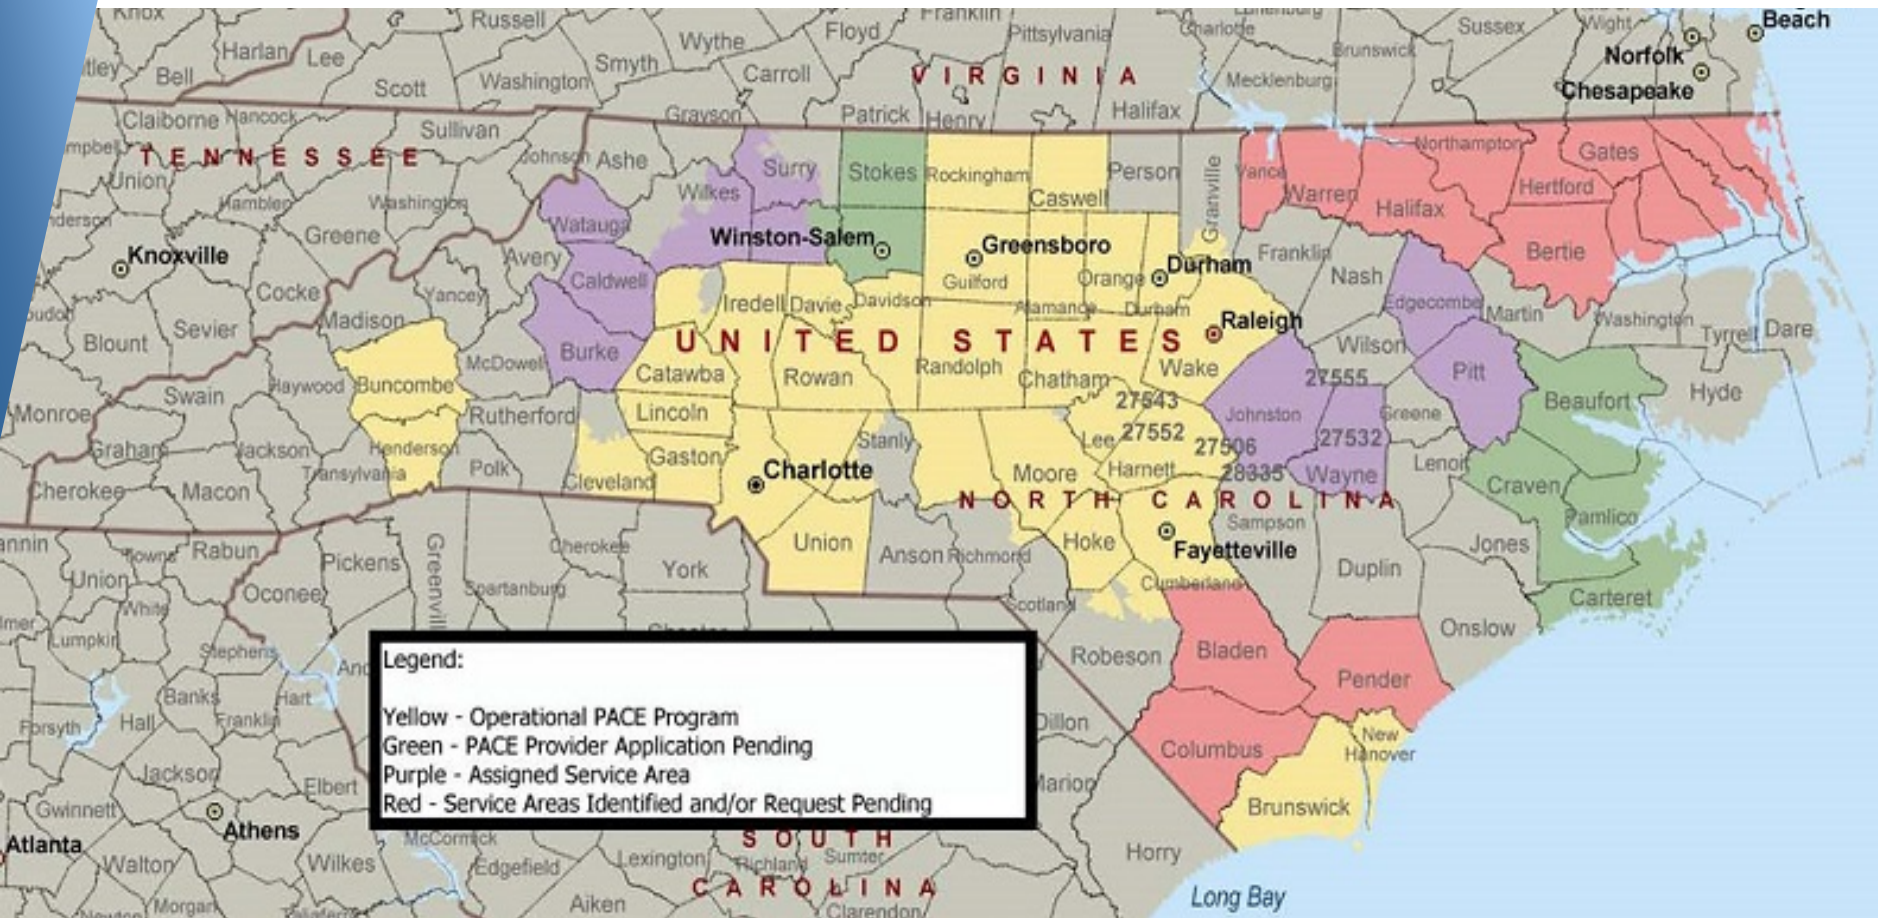 Knox
Russell
Franklin
Beach
Harlan
Lee
Wythe
Floyd
Pittsylvania
Charlotte
Brunswick
Sussex
Wight
Norfolk
Bell
Scott
Washington
Smyth
Carroll
VIRGINIA
Mecklenburg
Chesapeake
Claiborne
Hancock
Sullivan
Grayson
Patrick
Henry
Halifax
TENNESSEE
Johnson
Ashe
Surry
Stokes
Rockingham
Caswell
Person
Granville
Vance
Warren
Northampton
Gates
Union
Hamblen
Washington
Watauga
Wilkes
Halifax
Hertford
Knoxville
Greene
Avery
Caldwell
Winston-Salem
Greensboro
Durham
Franklin
Nash
Bertie
Cocke
Yancey
Iredell
Davie
Davidson
Guilford
Orange
Alamance
Durham
Edgecombe
Martin
Washington
Tyrrell
Dare
Blount
Sevier
Madison
McDowell
Burke
UNITED STATES
Raleigh
Wilson
Monroe
Swain
Haywood
Buncombe
Catawba
Rowan
Randolph
Chatham
Wake
27555
Pitt
Hyde
Rutherford
Lincoln
27543
Johnston
Greene
Beaufort
Graham
Jackson
Henderson
Transylvania
Polk
Gaston
Stanly
Lee
27552
27506
27532
Cherokee
Macon
Cleveland
Charlotte
Moore
Harnett
28335
Wayne
Lenoir
Craven
NORTH CAROLINA
Pamlico
Towns
Rabun
Pickens
Greenville
Cherokee
York
Union
Anson
Richmond
Hoke
Fayetteville
Sampson
Jones
Union
White
Oconee
Spartanburg
Cumberland
Duplin
Carteret
Lumpkin
Stephens
Scotland
Robeson
Bladen
Onslow
Legend:
Yellow - Operational PACE Program
Green - PACE Provider Application Pending
Purple - Assigned Service Area
Red - Service Areas Identified and/or Request Pending
Banks
Hart
Forsyth
Hall
Franklin
Dillon
Pender
Columbus
New
Hanover
Jackson
Elbert
Gwinnett
Brunswick
Athens
Atlanta
Walton
Wilkes
McCormick
Edgefield
Lexington
Richland
Sumter
SOUTH
CAROLINA
Horry
Morgan
Aiken
Clarendon
Long Bay